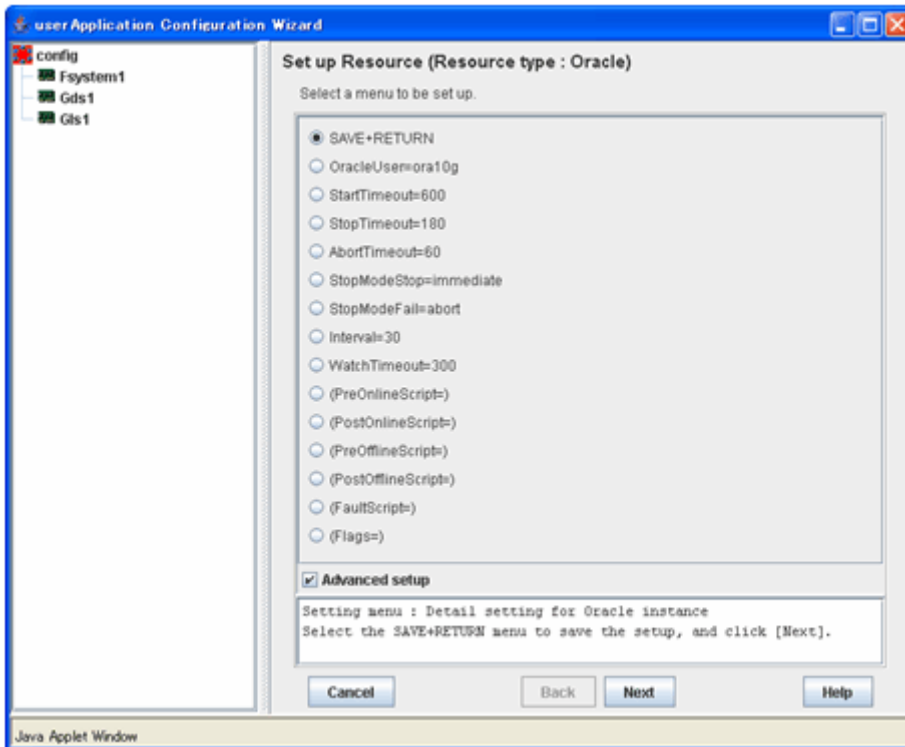 userApplication Configuration Wizard
config
Fsystem1
Gds1
Gls1
Set up Resource (Resource type : Oracle)
Select a menu to be set up.
SAVE+RETURN
OracleUser=ora10g
StartTimeout=600
StopTimeout=180
AbortTimeout=60
StopModeStop=immediate
StopModeFail=abort
Interval=30
WatchTimeout=300
(PreOnlineScript=)
(PostOnlineScript=)
(PreOfflineScript=)
(PostOfflineScript=)
(FaultScript=)
(Flags=)
Advanced setup
Setting menu : Detail setting for Oracle instance
Select the SAVE+RETURN menu to save the setup, and click [Next].
Cancel
Back
Next
Help
Java Applet Window